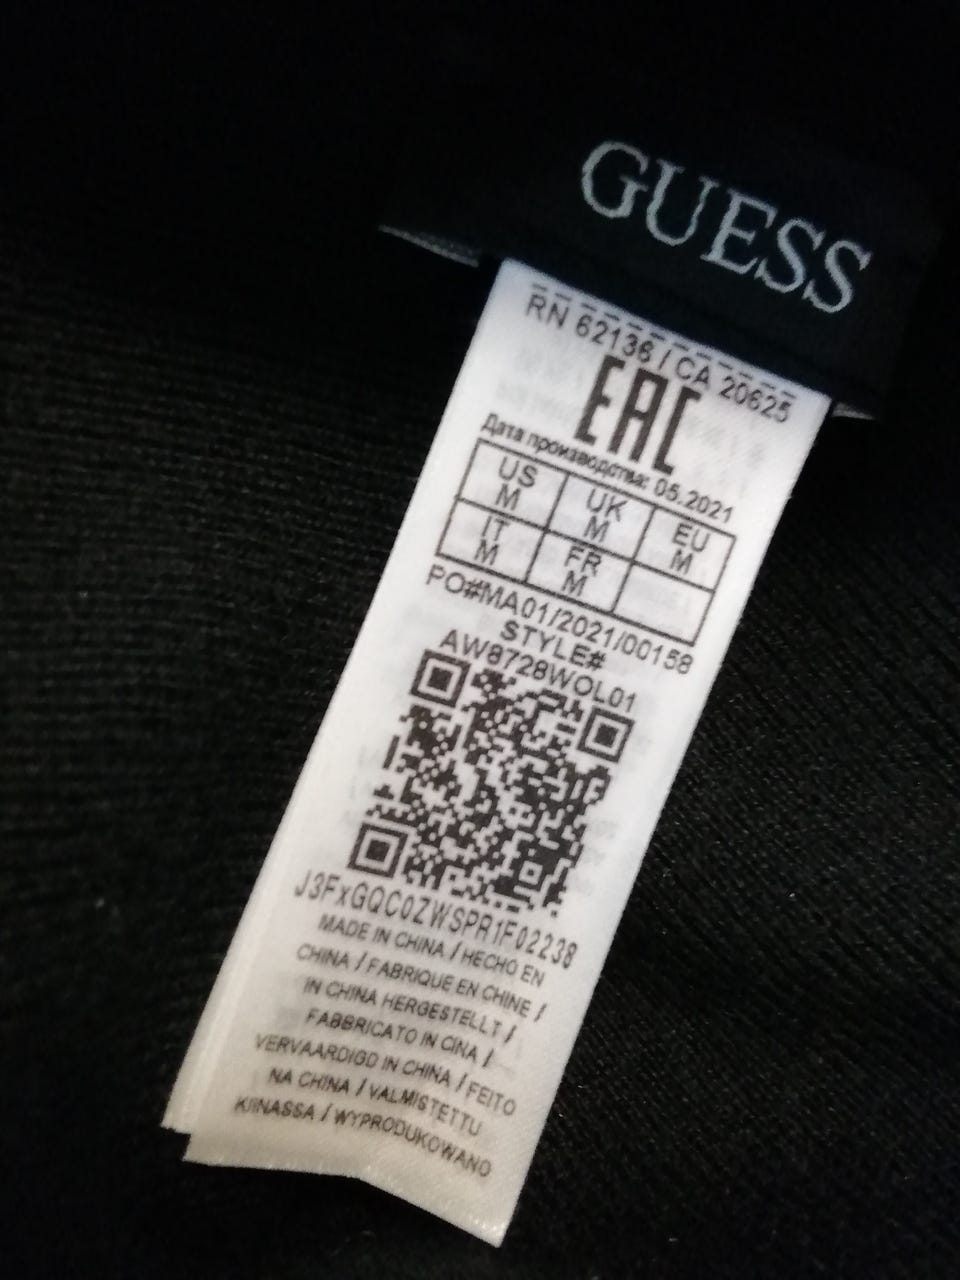 GUESS
RN 62136 / CA 20625
EAC
Дата производства: 05.2021
US UK EU
M M M
IT FR
M M
PO#MA01/2021/00158
STYLE#
AW8728WOL01
J3FxGQC0ZWSPR1F02238
MADE IN CHINA / HECHO EN
CHINA / FABRIQUE EN CHINE /
IN CHINA HERGESTELLT /
FABBRICATO IN CINA /
VERVAARDIGD IN CHINA / FEITO
NA CHINA / VALMISTETTU
KIINASSA / WYPRODUKOWANO